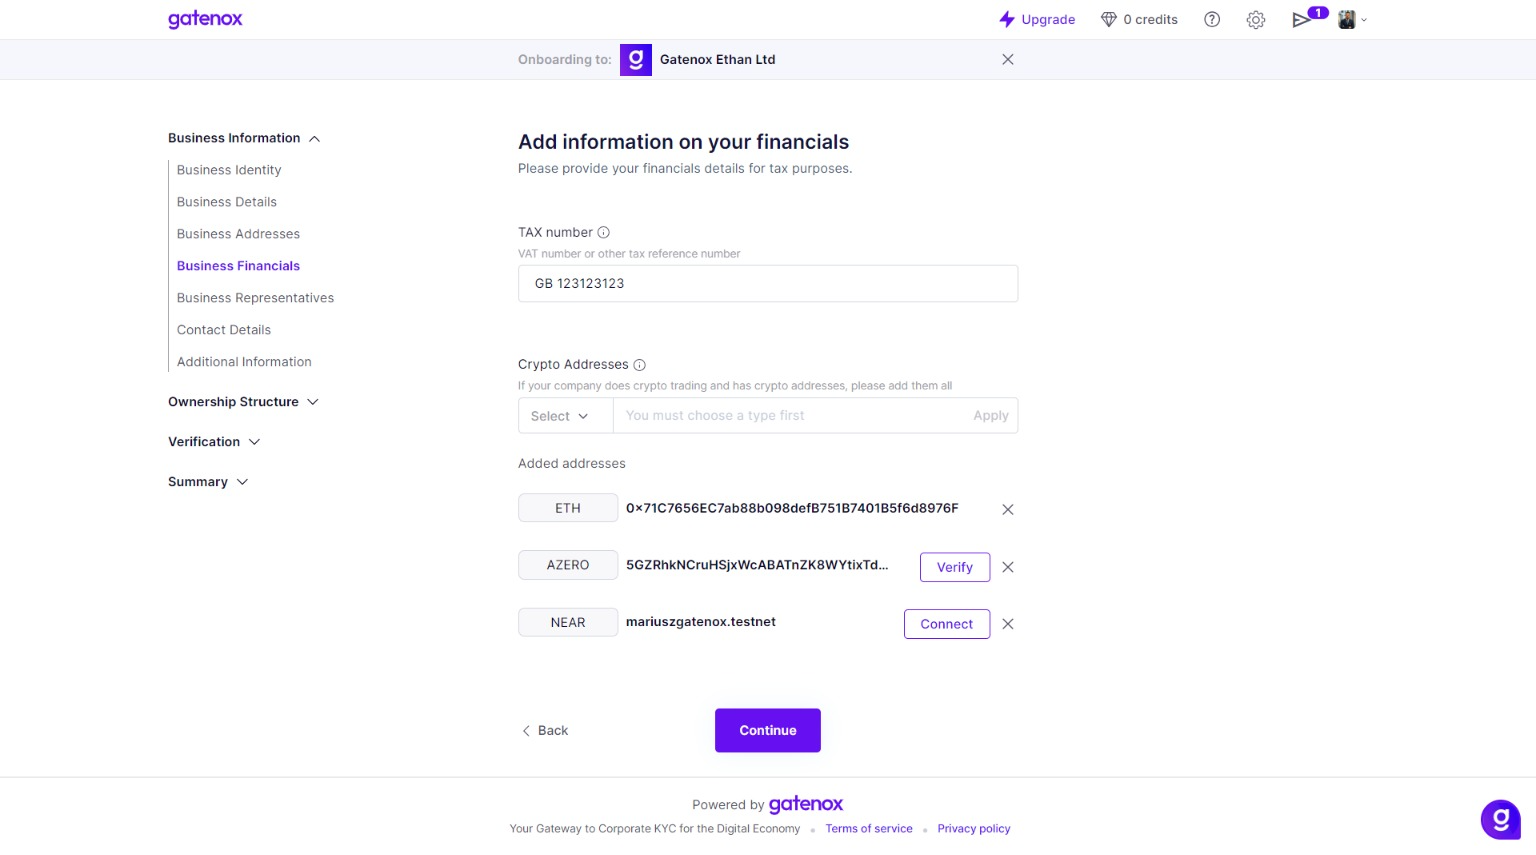 gatenox
Upgrade
0 credits
1
Onboarding to:
Gatenox Ethan Ltd
Business Information
Business Identity
Business Details
Business Addresses
Business Financials
Business Representatives
Contact Details
Additional Information
Ownership Structure
Verification
Summary
Add information on your financials
Please provide your financials details for tax purposes.
TAX number
VAT number or other tax reference number
GB 123123123
Crypto Addresses
If your company does crypto trading and has crypto addresses, please add them all
Select
You must choose a type first
Apply
Added addresses
ETH
0x71C7656EC7ab88b098defB751B7401B5f6d8976F
AZERO
5GZRhkNCruHSjxWcABATnZK8WYtixTd...
Verify
NEAR
mariuszgatenox.testnet
Connect
Back
Continue
Powered by gatenox
Your Gateway to Corporate KYC for the Digital Economy
Terms of service
Privacy policy